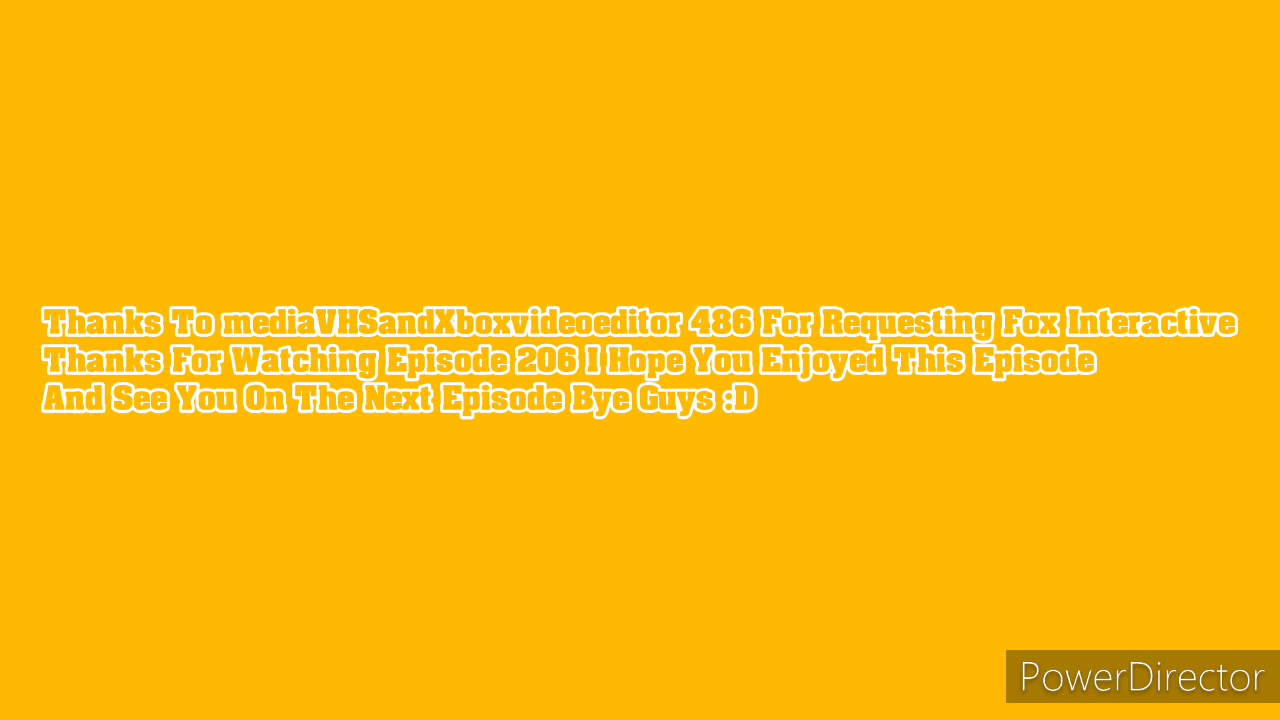 Thanks To mediaVHSandXboxvideoeditor 486 For Requesting Fox Interactive
Thanks For Watching Episode 206 I Hope You Enjoyed This Episode
And See You On The Next Episode Bye Guys :D
PowerDirector